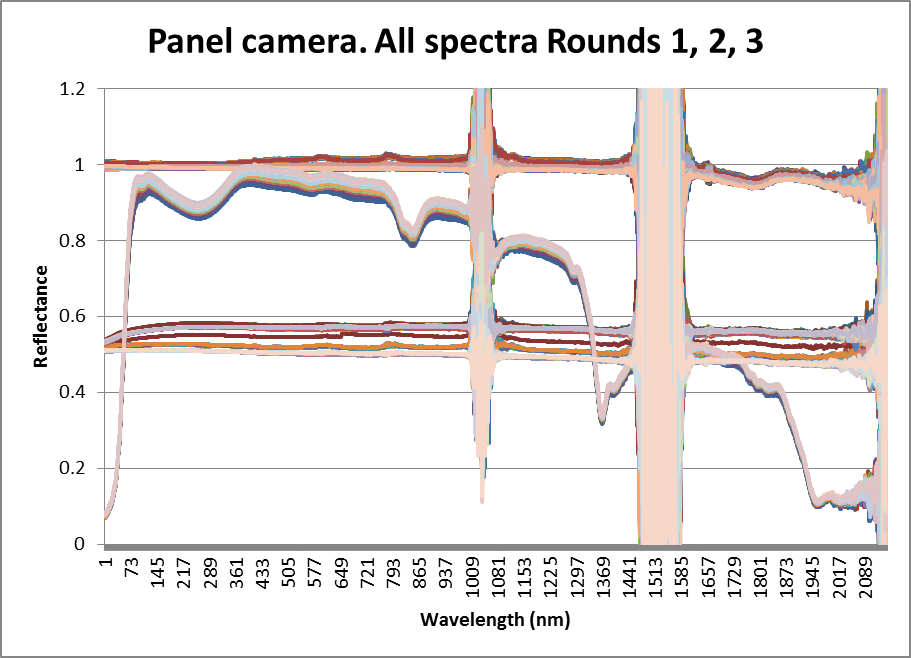 Panel camera. All spectra Rounds 1, 2, 3
1.2
1
0.8
0.6
0.4
0.2
0
Reflectance
1 73 145 217 289 361 433 505 577 649 721 793 865 937 1009 1081 1153 1225 1297 1369 1441 1513 1585 1657 1729 1801 1873 1945 2017 2089
Wavelength (nm)